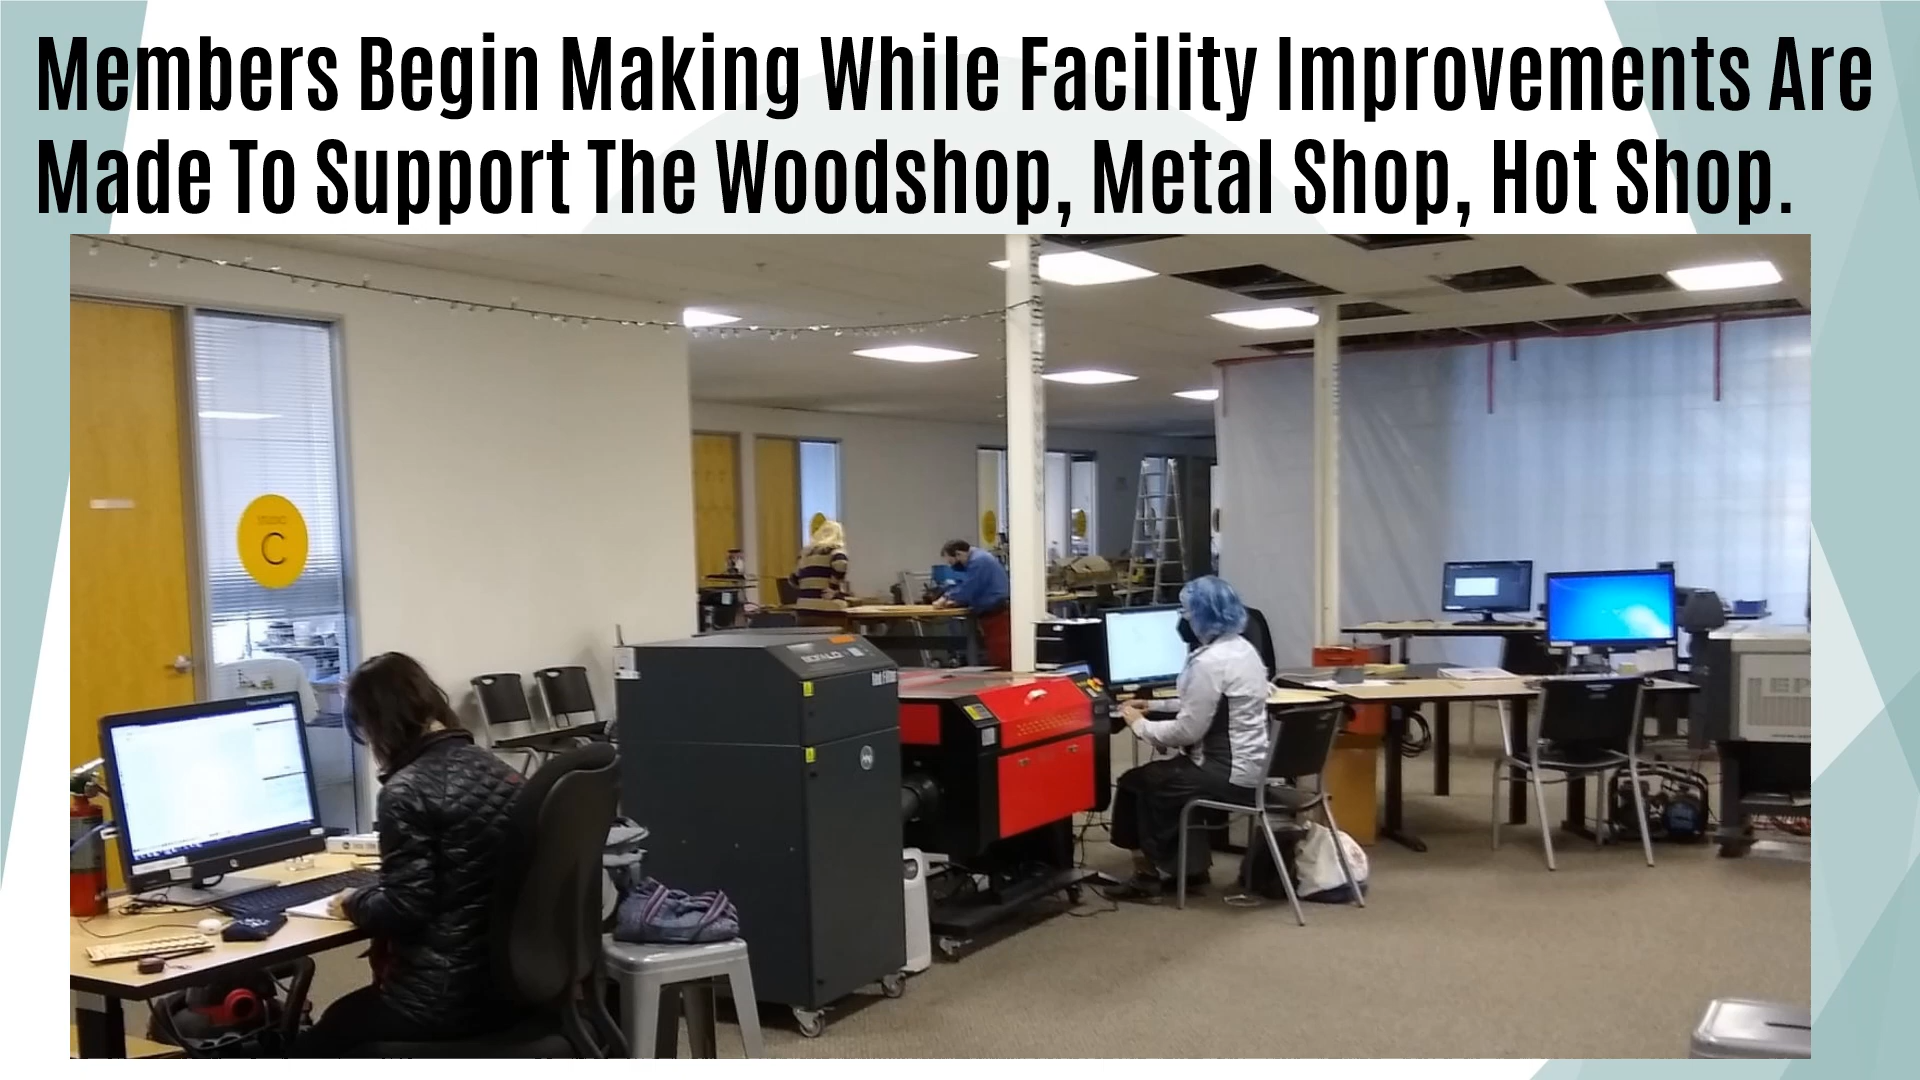 Members Begin Making While Facility Improvements Are
Made To Support The Woodshop, Metal Shop, Hot Shop.
C